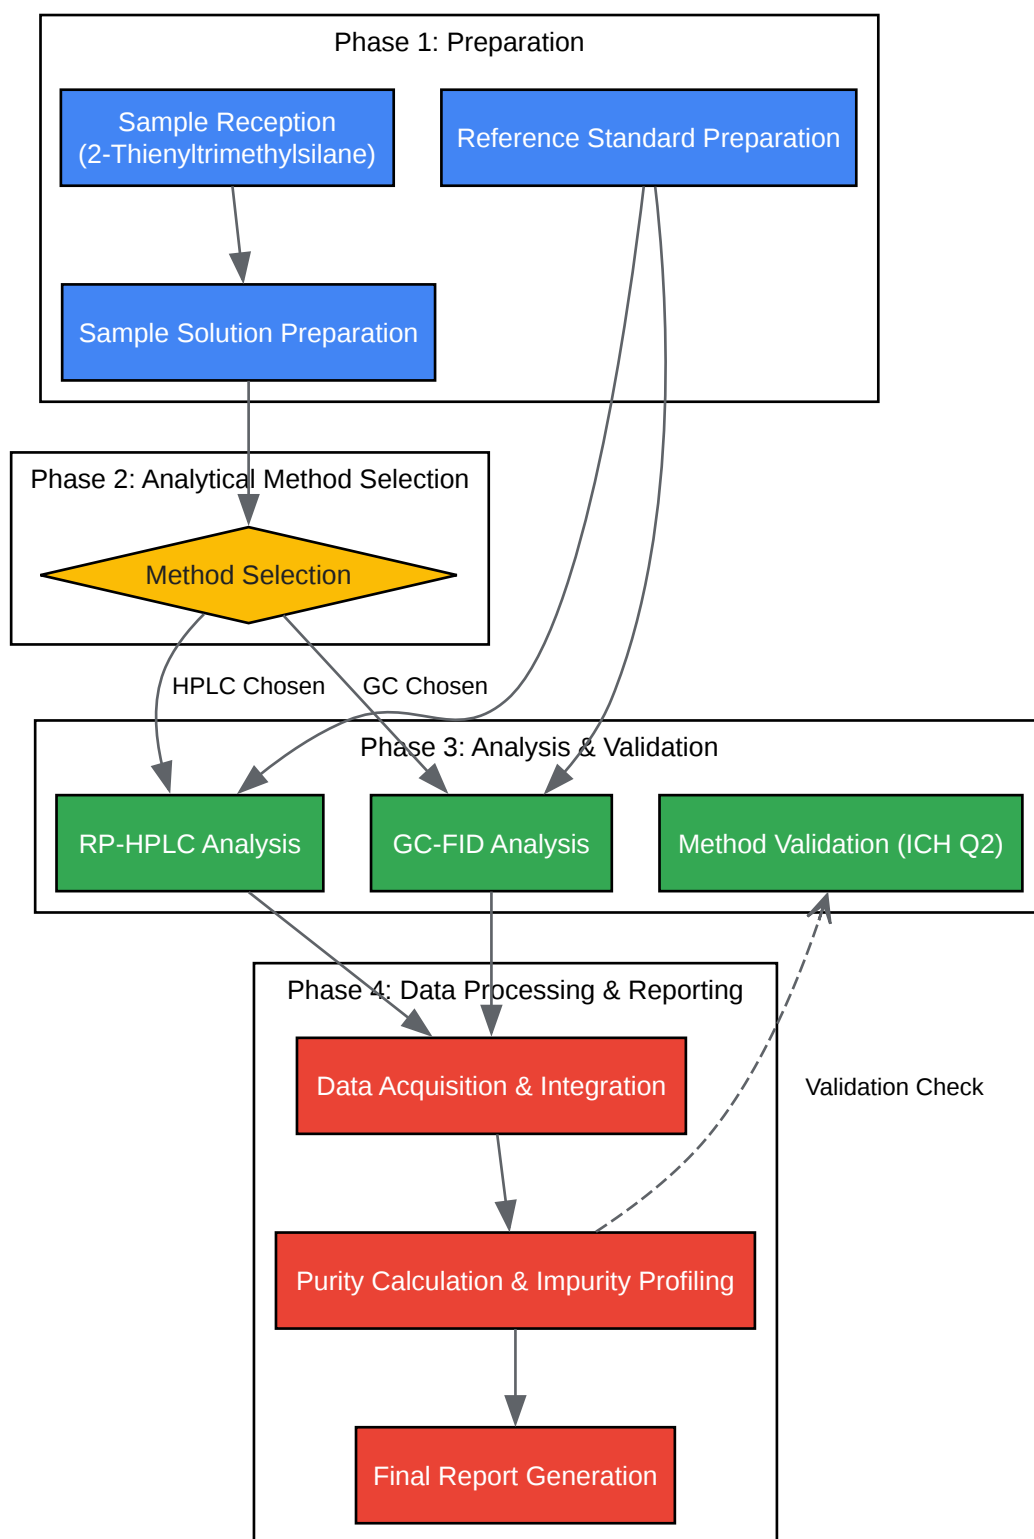 Phase 1: Preparation
Sample Reception
(2-Thienyltrimethylsilane)
Reference Standard Preparation
Sample Solution Preparation
Phase 2: Analytical Method Selection
Method Selection
HPLC Chosen
GC Chosen
Phase 3: Analysis & Validation
RP-HPLC Analysis
GC-FID Analysis
Method Validation (ICH Q2)
Phase 4: Data Processing & Reporting
Data Acquisition & Integration
Validation Check
Purity Calculation & Impurity Profiling
Final Report Generation